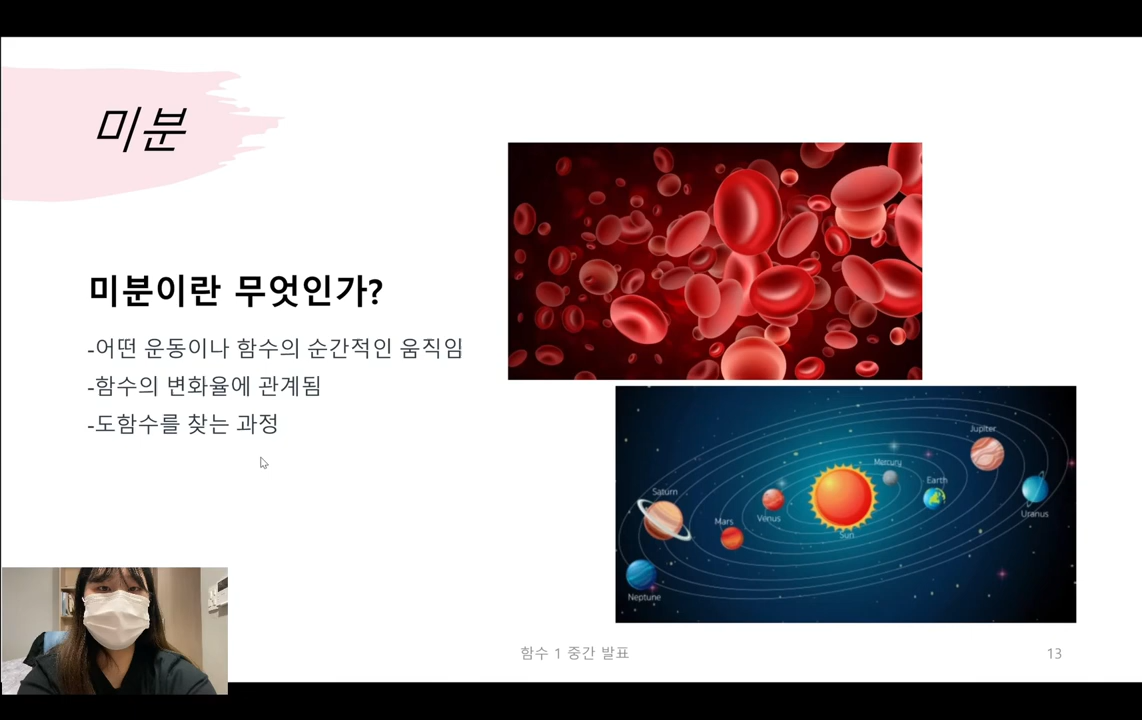 미분
미분이란 무엇인가?
-어떤 운동이나 함수의 순간적인 움직임
-함수의 변화율에 관계됨
-도함수를 찾는 과정
Jupiter
Mercury
Earth
Saturn
Uranus
Venus
Mars
Sun
Neptune
함수 1 중간 발표
13